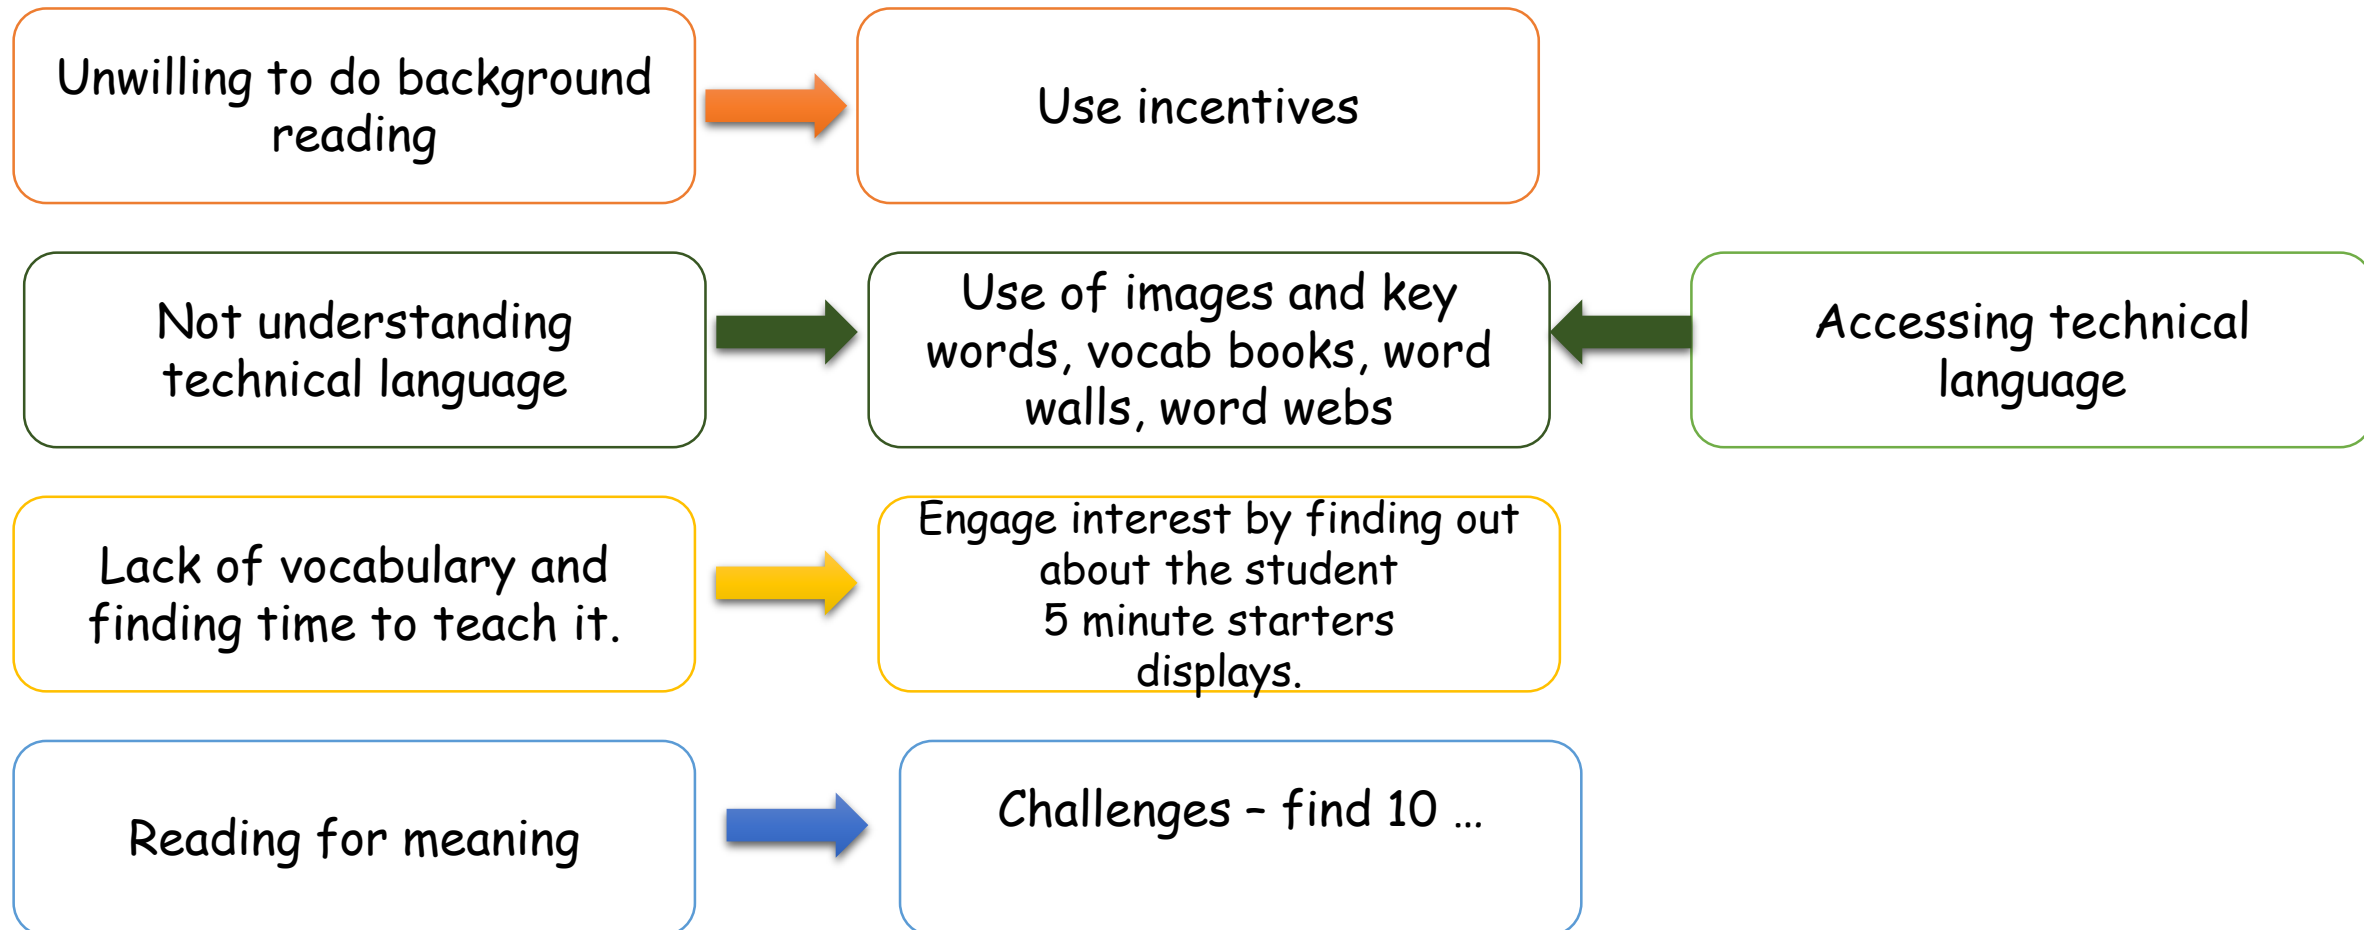 Unwilling to do background
reading
Use incentives
Not understanding
technical language
Use of images and key
words, vocab books, word
walls, word webs
Accessing technical
language
Lack of vocabulary and
finding time to teach it.
Engage interest by finding out
about the student
5 minute starters
displays.
Reading for meaning
Challenges – find 10 ...